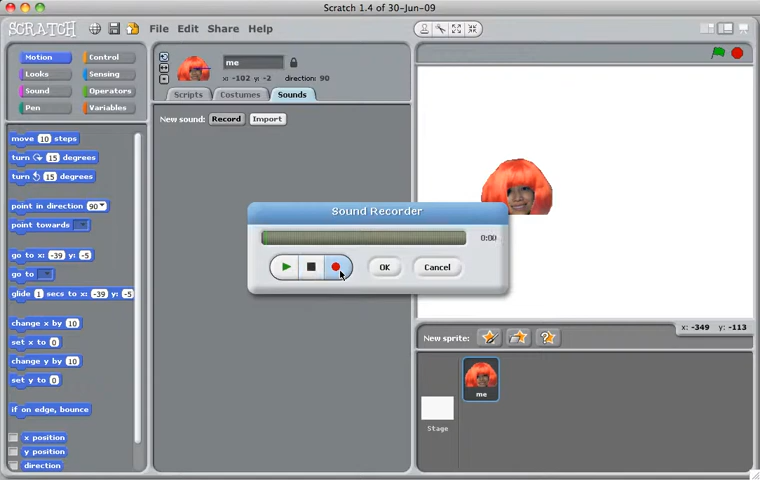 Scratch 1.4 of 30-Jun-09
SCRATCH File Edit Share Help
Motion Control
Looks Sensing
Sound Operators
Pen Variables
me
x: -102 y: -2 direction: 90
Scripts Costumes Sounds
New sound: Record Import
move 10 steps
turn 15 degrees
turn 15 degrees
point in direction 90
point towards
go to x: -39 y: -5
go to
glide 1 secs to x: -39 y: -5
change x by 10
set x to 0
change y by 10
set y to 0
if on edge, bounce
x position
y position
direction
Sound Recorder
0:00
OK Cancel
x: -349 y: -113
New sprite:
me
Stage